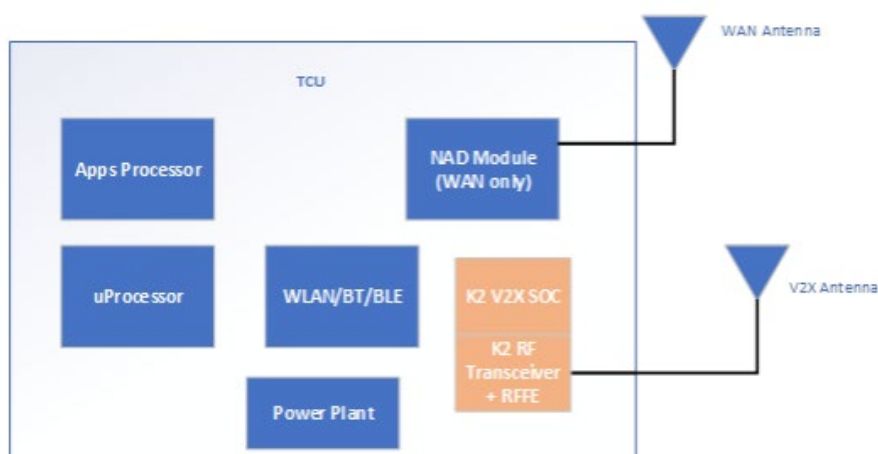 WAN Antenna
TCU
Apps Processor
NAD Module
(WAN only)
uProcessor
WLAN/BT/BLE
K2 V2X SOC
V2X Antenna
K2 RF
Transceiver
+ RFFE
Power Plant